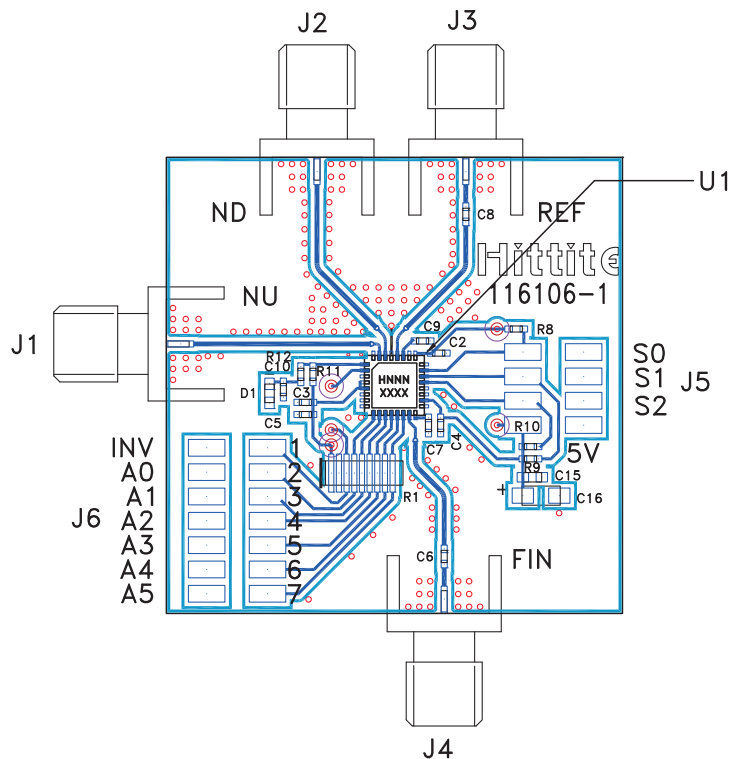 J2 J3
U1
ND C8 REF
Hittite
NU 116106-1
J1
C9 C2 R8
R12 C10 R11 S0
HNNN S1 J5
D1 C3 XXXX S2
C5 C7 C4 R10
INV 1 5V
A0 2 R9 C15
A1 3 R1 + C16
J6 A2 4
A3 5
A4 6 C6 FIN
A5 7
J4